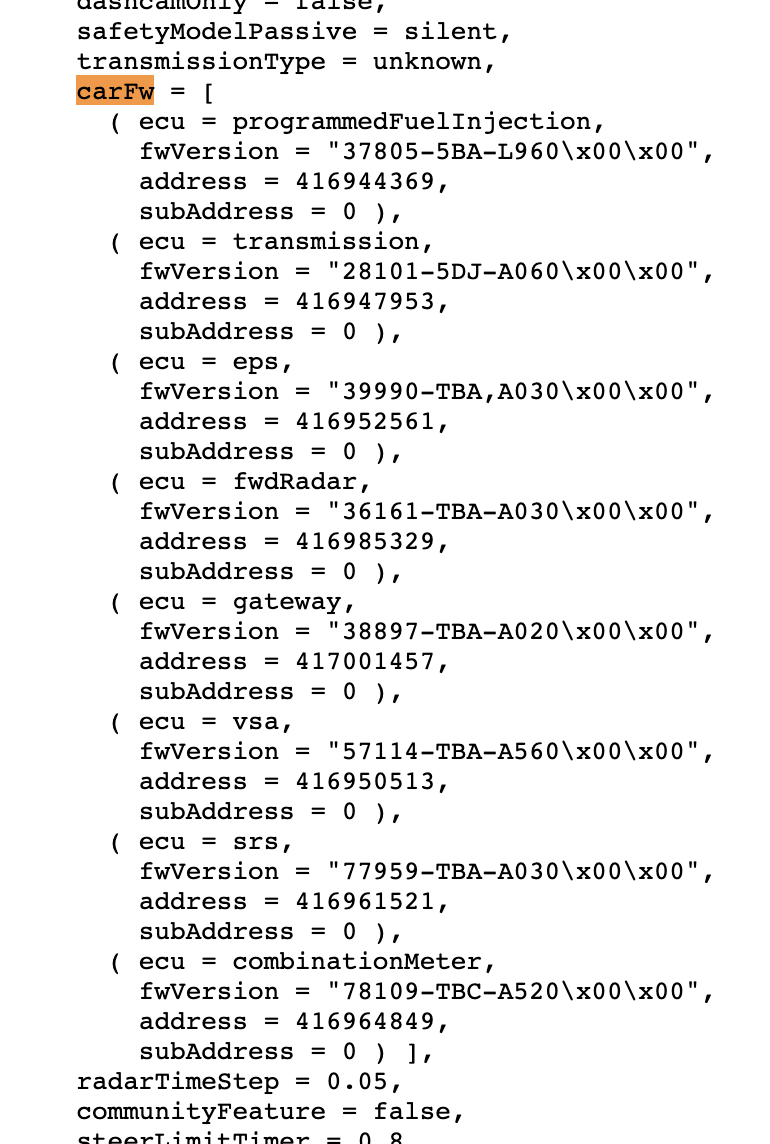 dashcamOnly = false,
safetyModelPassive = silent,
transmissionType = unknown,
carFw = [
( ecu = programmedFuelInjection,
fwVersion = "37805-5BA-L960\x00\x00",
address = 416944369,
subAddress = 0 ),
( ecu = transmission,
fwVersion = "28101-5DJ-A060\x00\x00",
address = 416947953,
subAddress = 0 ),
( ecu = eps,
fwVersion = "39990-TBA,A030\x00\x00",
address = 416952561,
subAddress = 0 ),
( ecu = fwdRadar,
fwVersion = "36161-TBA-A030\x00\x00",
address = 416985329,
subAddress = 0 ),
( ecu = gateway,
fwVersion = "38897-TBA-A020\x00\x00",
address = 417001457,
subAddress = 0 ),
( ecu = vsa,
fwVersion = "57114-TBA-A560\x00\x00",
address = 416950513,
subAddress = 0 ),
( ecu = srs,
fwVersion = "77959-TBA-A030\x00\x00",
address = 416961521,
subAddress = 0 ),
( ecu = combinationMeter,
fwVersion = "78109-TBC-A520\x00\x00",
address = 416964849,
subAddress = 0 ) ],
radarTimeStep = 0.05,
communityFeature = false,
steerLimitTimer = 0.8